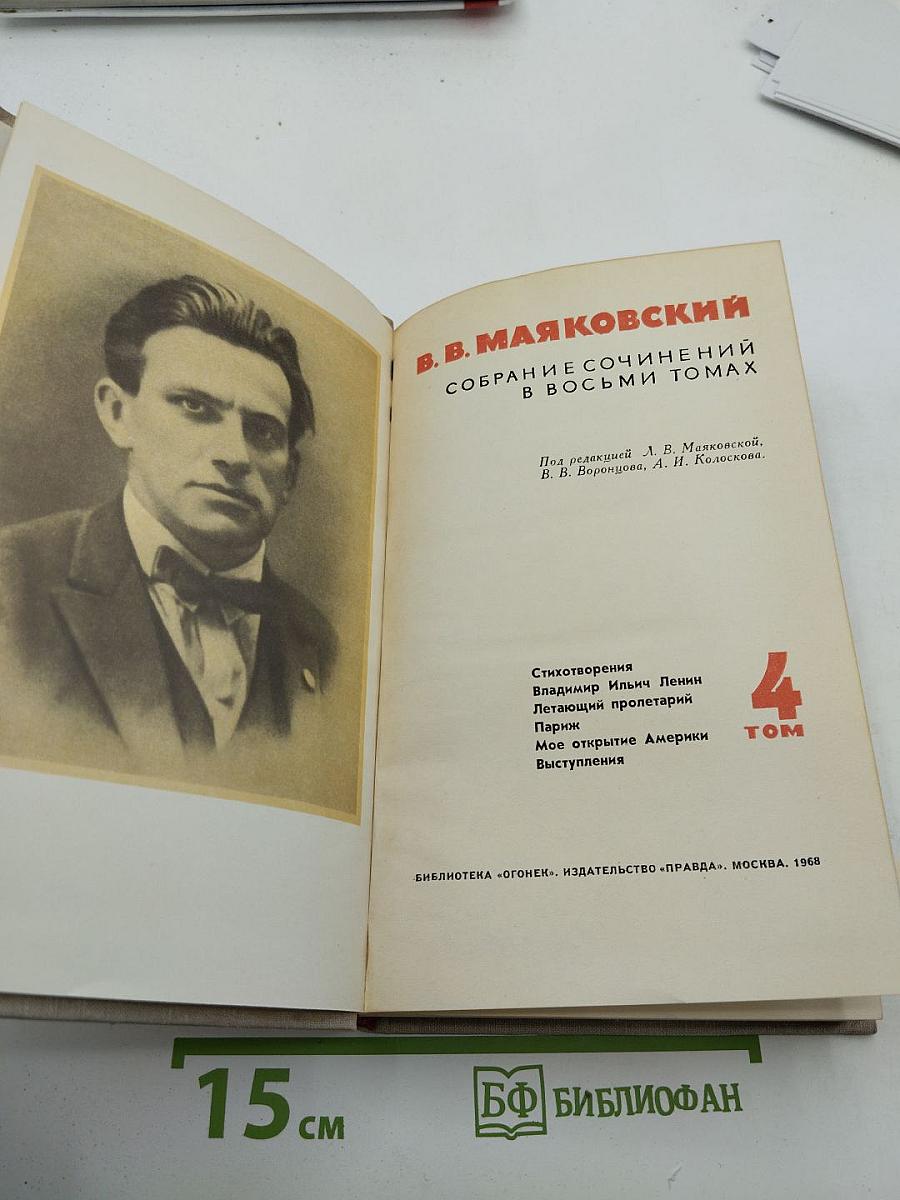 В. В. МАЯКОВСКИЙ
СОБРАНИЕ СОЧИНЕНИЙ
В ВОСЬМИ ТОМАХ
Под редакцией Л. В. Маяковской,
В. В. Воронцова, А. И. Колоскова.
Стихотворения
Владимир Ильич Ленин
Летающий пролетарий
Париж
Мое открытие Америки
Выступления
4
ТОМ
БИБЛИОТЕКА «ОГОНЕК». ИЗДАТЕЛЬСТВО «ПРАВДА». МОСКВА. 1968
15 см
БФ БИБЛИОФАН